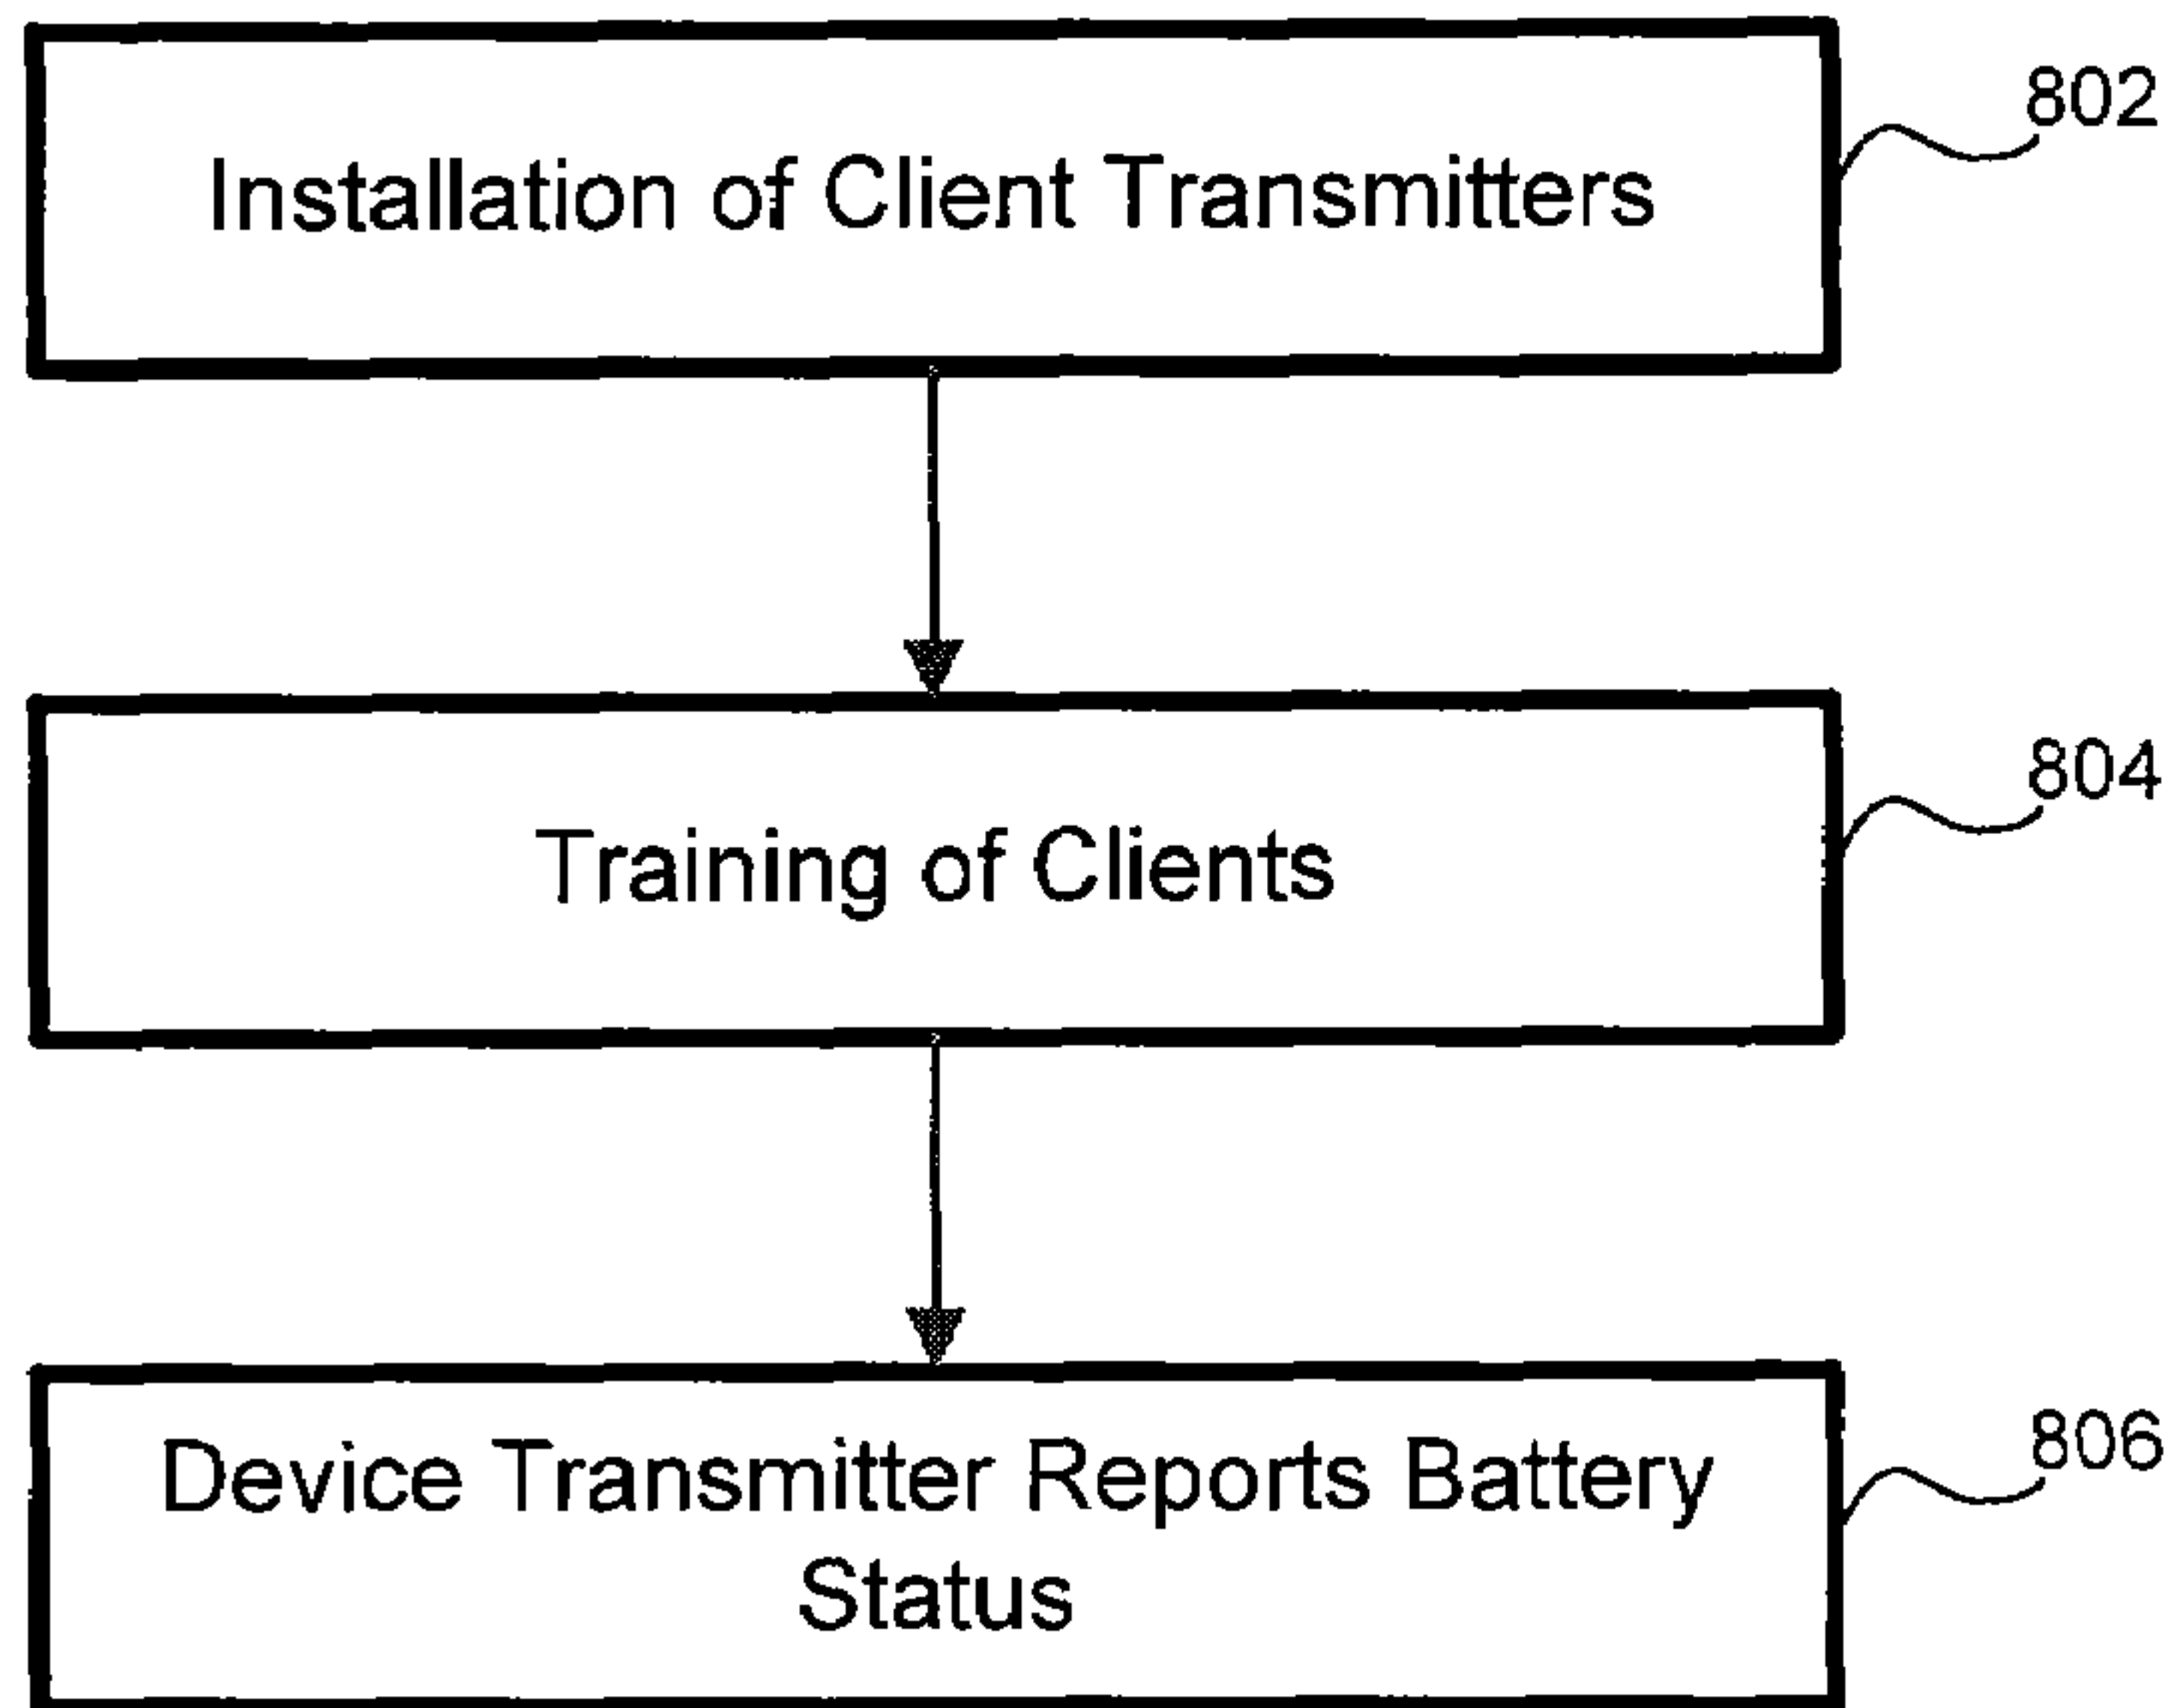 802
Installation of Client Transmitters
804
Training of Clients
806
Device Transmitter Reports Battery
Status